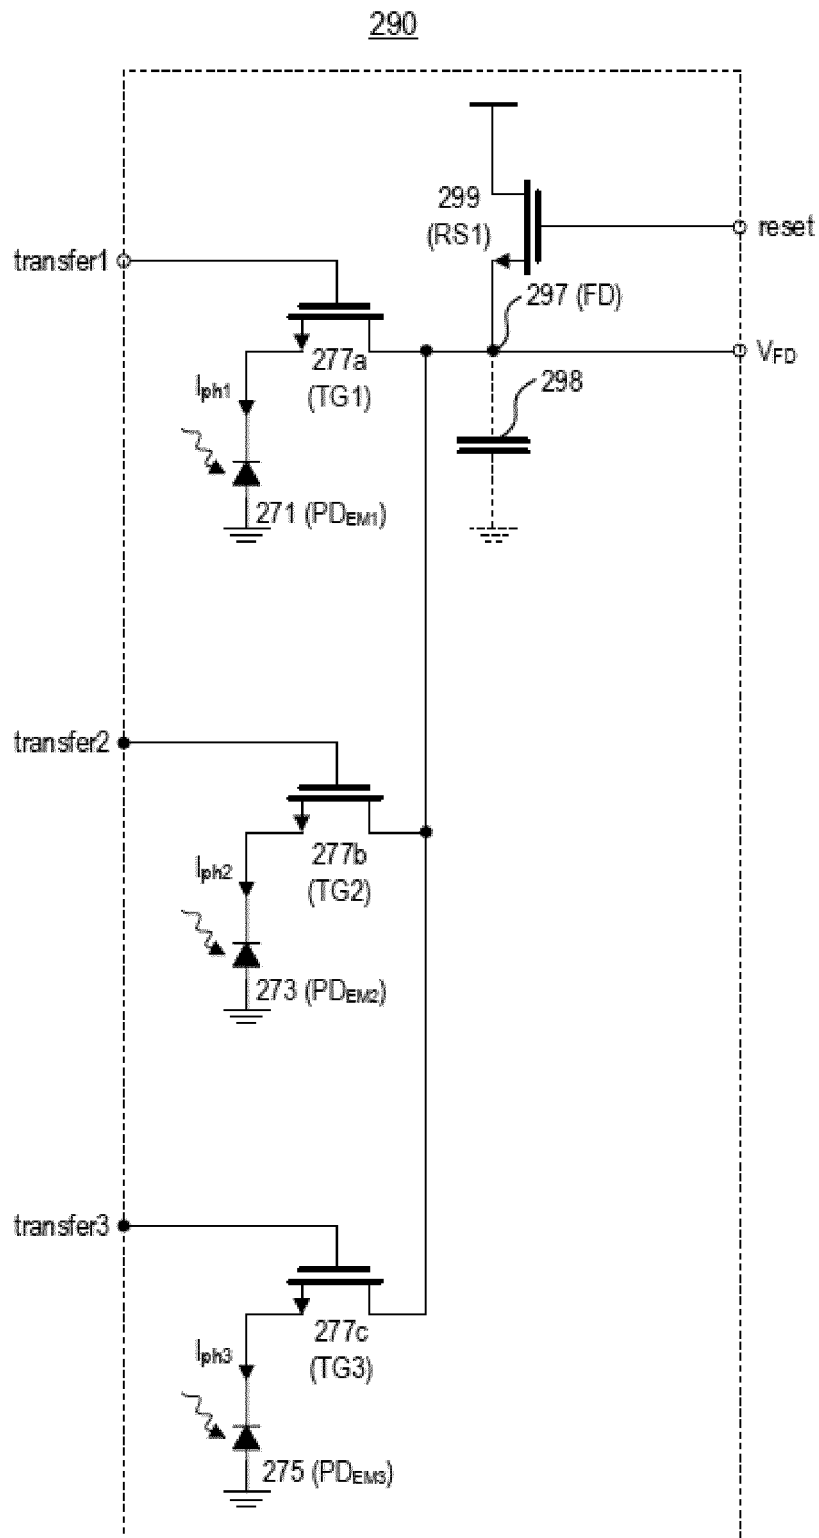 290
299
(RS1)
reset
transfer1
297 (FD)
277a
(TG1)
VFD
298
Iph1
271 (PDEM1)
transfer2
277b
(TG2)
Iph2
273 (PDEM2)
transfer3
277c
(TG3)
Iph3
275 (PDEM3)